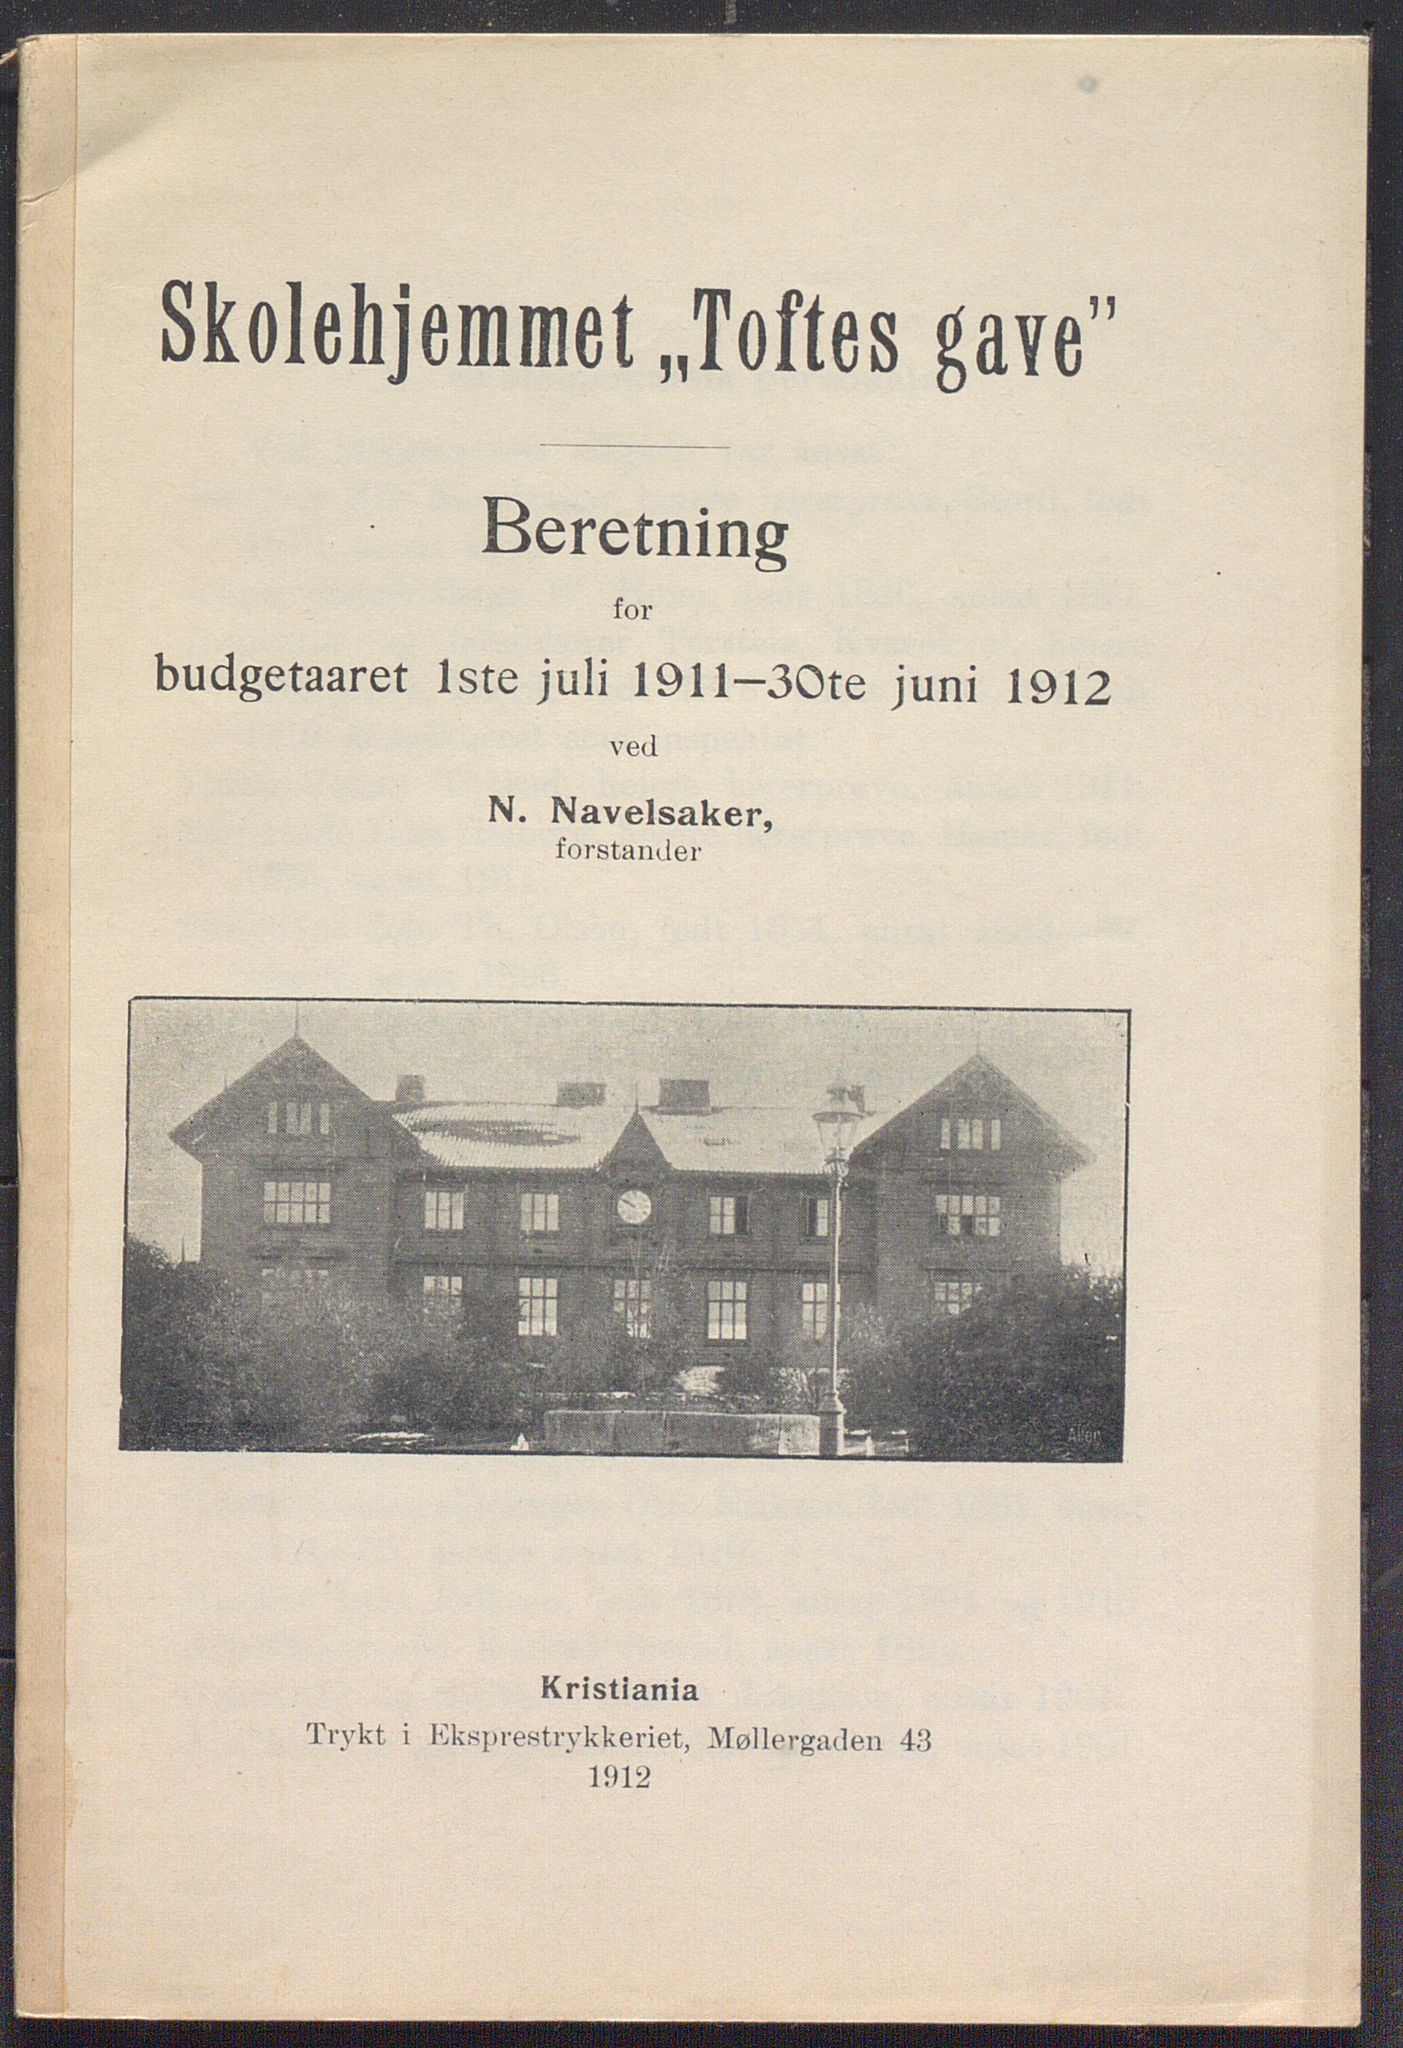 Skolehjemmet „Toftes gave”
Beretning
for
budgetaaret 1ste juli 1911—30te juni 1912
ved
N. Navelsaker,
forstander
Kristiania
Trykt i Eksprestrykkeriet, Møllergaden 43
1912